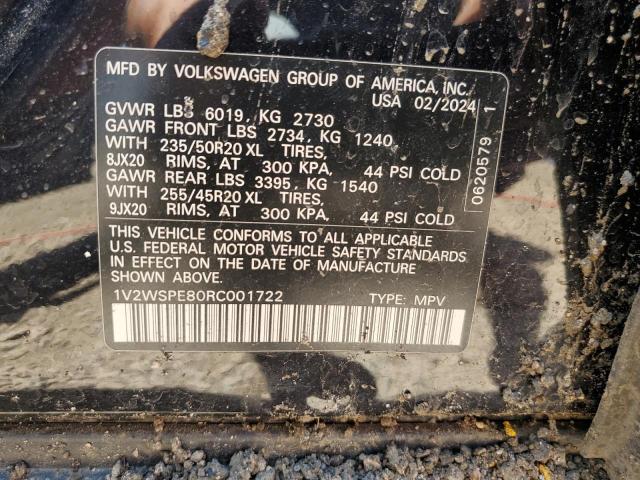 MFD BY VOLKSWAGEN GROUP OF AMERICA, INC.
USA 02/2024
GVWR LBS 6019, KG 2730
GAWR FRONT LBS 2734, KG 1240
WITH 235/50R20 XL TIRES,
8JX20 RIMS, AT 300 KPA, 44 PSI COLD
GAWR REAR LBS 3395, KG 1540
WITH 255/45R20 XL TIRES,
9JX20 RIMS, AT 300 KPA, 44 PSI COLD
THIS VEHICLE CONFORMS TO ALL APPLICABLE
U.S. FEDERAL MOTOR VEHICLE SAFETY STANDARDS
IN EFFECT ON THE DATE OF MANUFACTURE
SHOWN ABOVE.
1V2WSPE80RC001722 TYPE: MPV
0620579 1